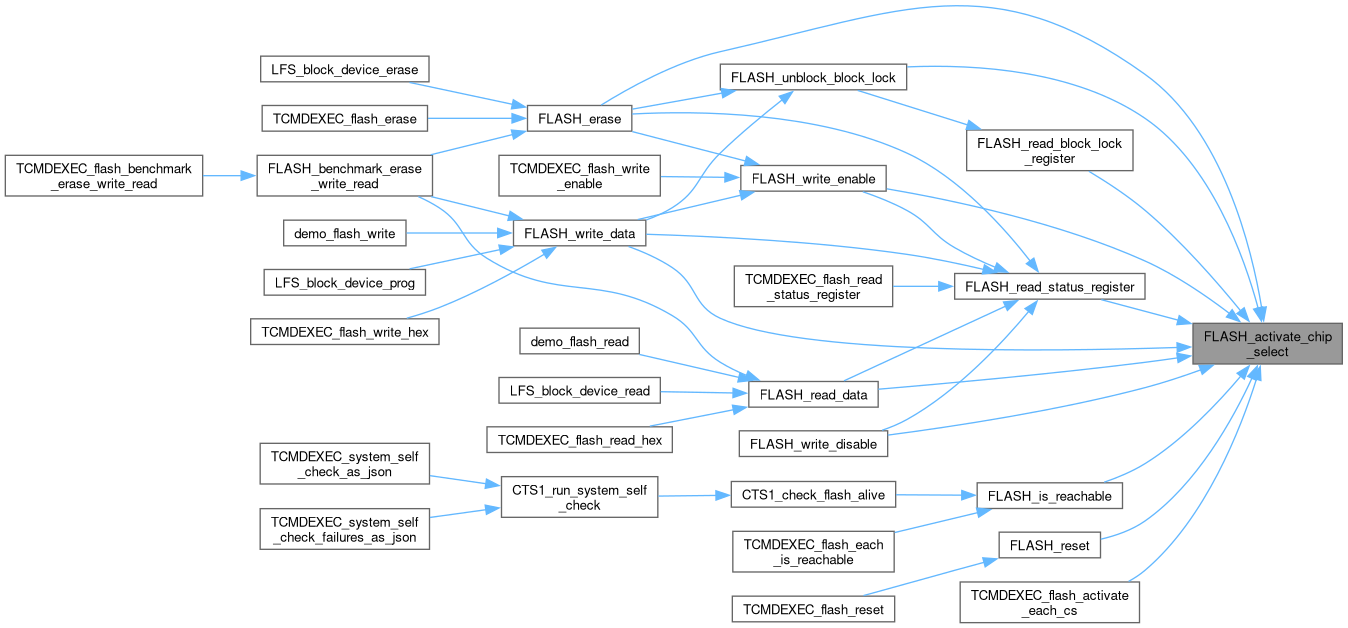 LFS_block_device_erase
TCMDEXEC_flash_erase
TCMDEXEC_flash_benchmark
_erase_write_read
FLASH_benchmark_erase
_write_read
demo_flash_write
LFS_block_device_prog
TCMDEXEC_flash_write_hex
TCMDEXEC_system_self
_check_as_json
TCMDEXEC_system_self
_check_failures_as_json
FLASH_erase
TCMDEXEC_flash_write
_enable
FLASH_write_data
demo_flash_read
LFS_block_device_read
TCMDEXEC_flash_read_hex
CTS1_run_system_self
_check
FLASH_unblock_block_lock
FLASH_write_enable
TCMDEXEC_flash_read
_status_register
FLASH_read_data
FLASH_write_disable
CTS1_check_flash_alive
TCMDEXEC_flash_each
_is_reachable
TCMDEXEC_flash_reset
FLASH_read_block_lock
_register
FLASH_read_status_register
FLASH_is_reachable
FLASH_reset
TCMDEXEC_flash_activate
_each_cs
FLASH_activate_chip
_select